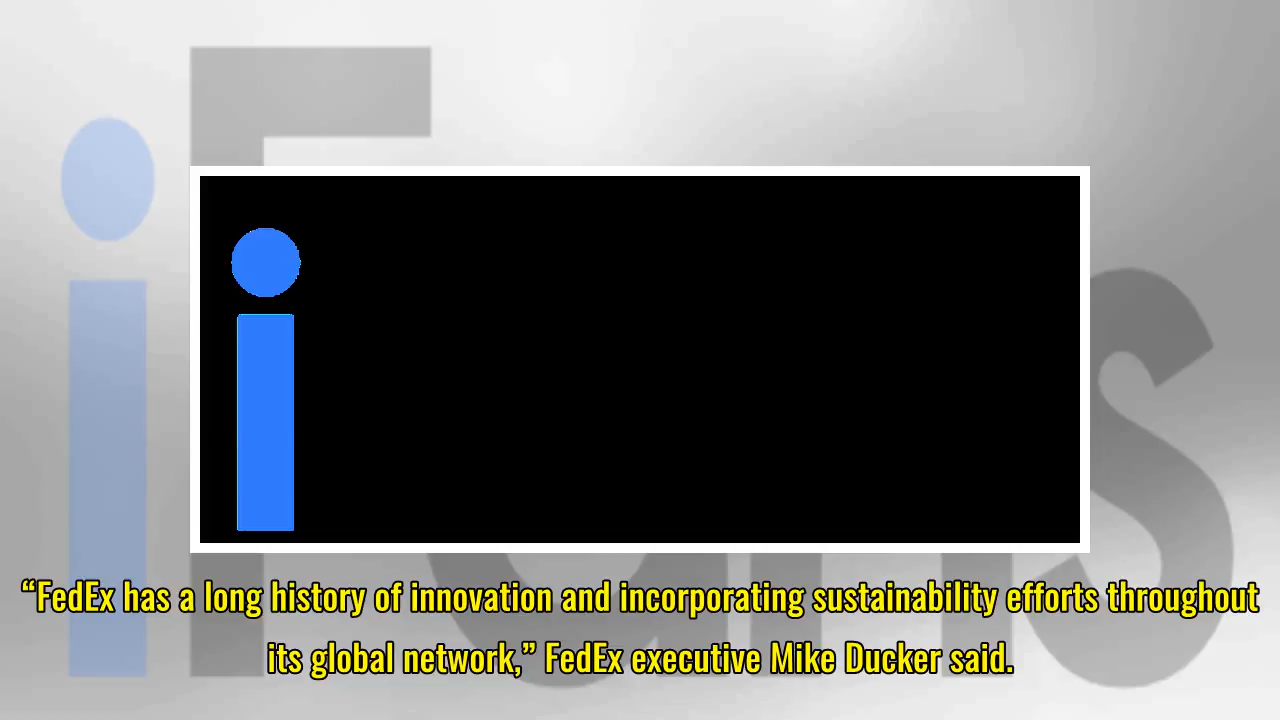 iFans
i
“FedEx has a long history of innovation and incorporating sustainability efforts throughout
its global network,” FedEx executive Mike Ducker said.